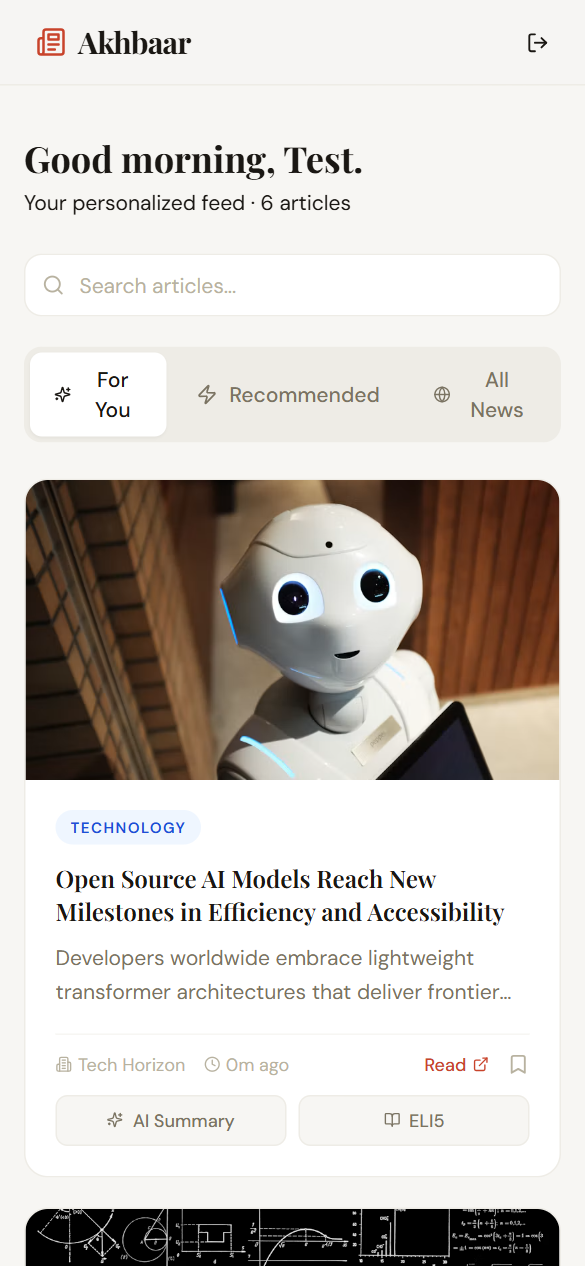 Akhbaar
Good morning, Test.
Your personalized feed · 6 articles
Search articles...
For
You
Recommended
All
News
TECHNOLOGY
Open Source AI Models Reach New
Milestones in Efficiency and Accessibility
Developers worldwide embrace lightweight
transformer architectures that deliver frontier...
Tech Horizon 0m ago Read
AI Summary ELI5